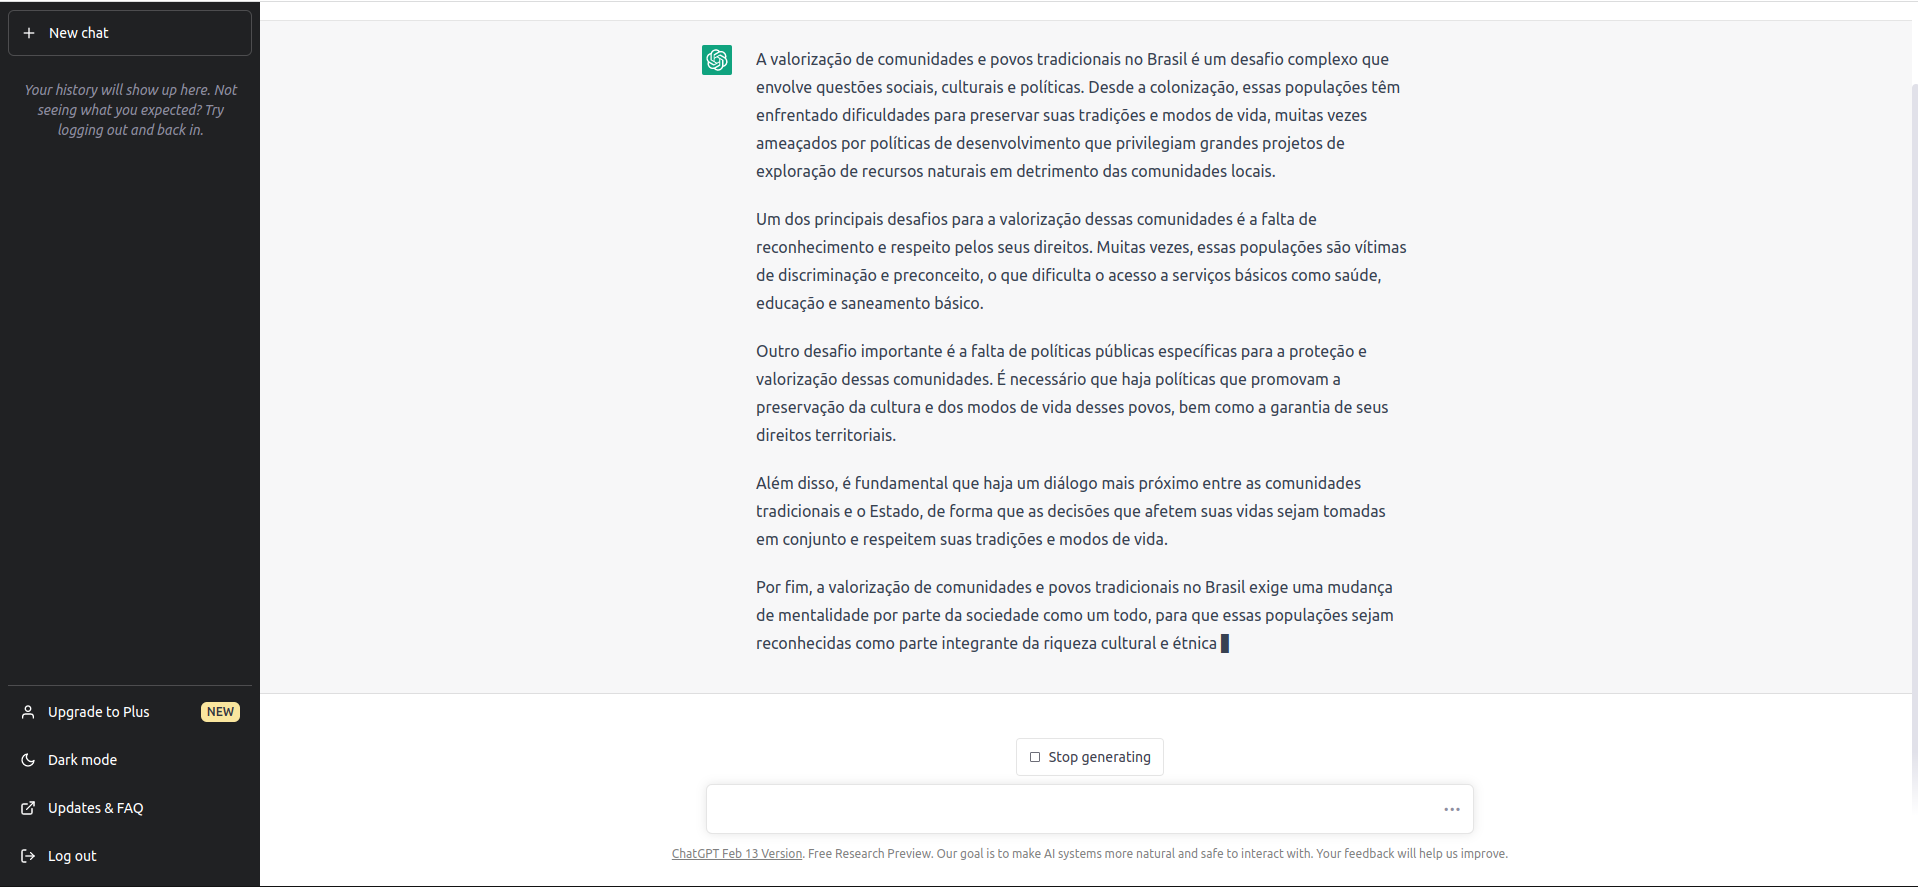 New chat
Your history will show up here. Not
seeing what you expected? Try
logging out and back in.
Upgrade to Plus
NEW
Dark mode
Updates & FAQ
Log out
A valorização de comunidades e povos tradicionais no Brasil é um desafio complexo que
envolve questões sociais, culturais e políticas. Desde a colonização, essas populações têm
enfrentado dificuldades para preservar suas tradições e modos de vida, muitas vezes
ameaçados por políticas de desenvolvimento que privilegiam grandes projetos de
exploração de recursos naturais em detrimento das comunidades locais.
Um dos principais desafios para a valorização dessas comunidades é a falta de
reconhecimento e respeito pelos seus direitos. Muitas vezes, essas populações são vítimas
de discriminação e preconceito, o que dificulta o acesso a serviços básicos como saúde,
educação e saneamento básico.
Outro desafio importante é a falta de políticas públicas específicas para a proteção e
valorização dessas comunidades. É necessário que haja políticas que promovam a
preservação da cultura e dos modos de vida desses povos, bem como a garantia de seus
direitos territoriais.
Além disso, é fundamental que haja um diálogo mais próximo entre as comunidades
tradicionais e o Estado, de forma que as decisões que afetem suas vidas sejam tomadas
em conjunto e respeitem suas tradições e modos de vida.
Por fim, a valorização de comunidades e povos tradicionais no Brasil exige uma mudança
de mentalidade por parte da sociedade como um todo, para que essas populações sejam
reconhecidas como parte integrante da riqueza cultural e étnica
Stop generating
ChatGPT Feb 13 Version. Free Research Preview. Our goal is to make AI systems more natural and safe to interact with. Your feedback will help us improve.